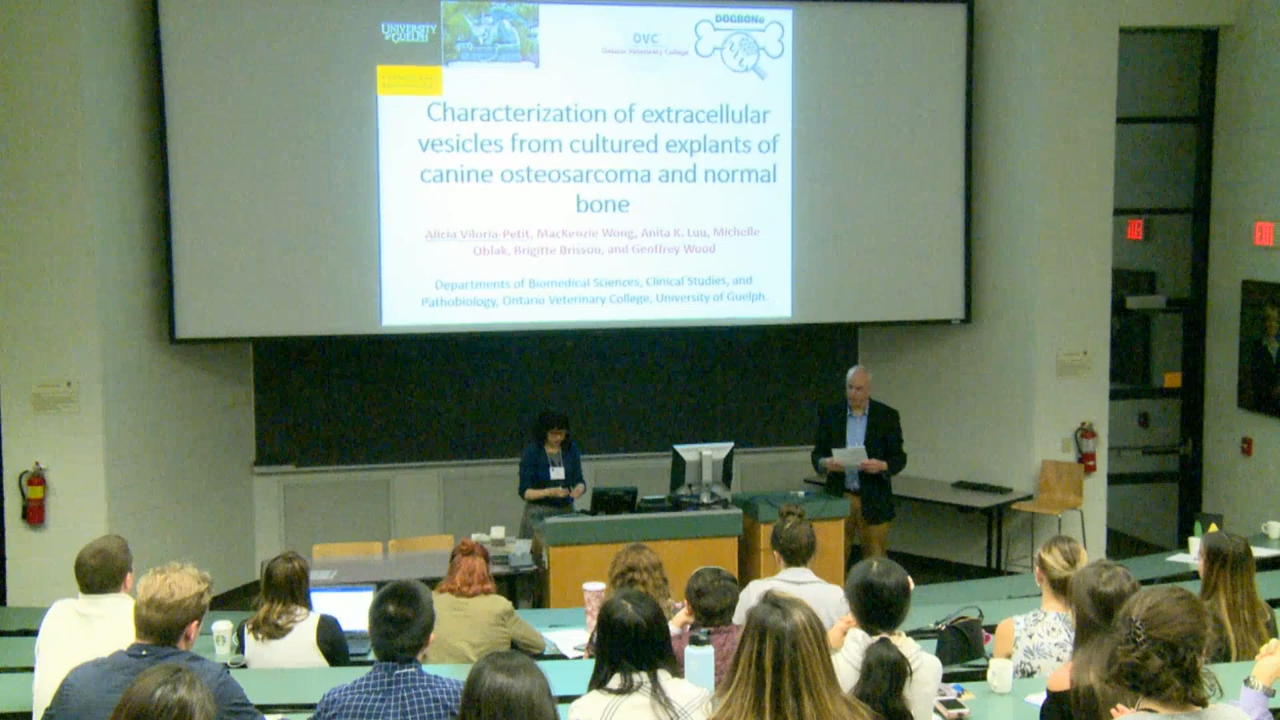 UNIVERSITY
OF GUELPH
OVC
Ontario Veterinary College
DOGBONe
Characterization of extracellular
vesicles from cultured explants of
canine osteosarcoma and normal
bone
Alicia Viloria-Petit, MacKenzie Wong, Anita K. Luu, Michelle
Oblak, Brigitte Brisson, and Geoffrey Wood
Departments of Biomedical Sciences, Clinical Studies, and
Pathobiology, Ontario Veterinary College, University of Guelph.
EXIT